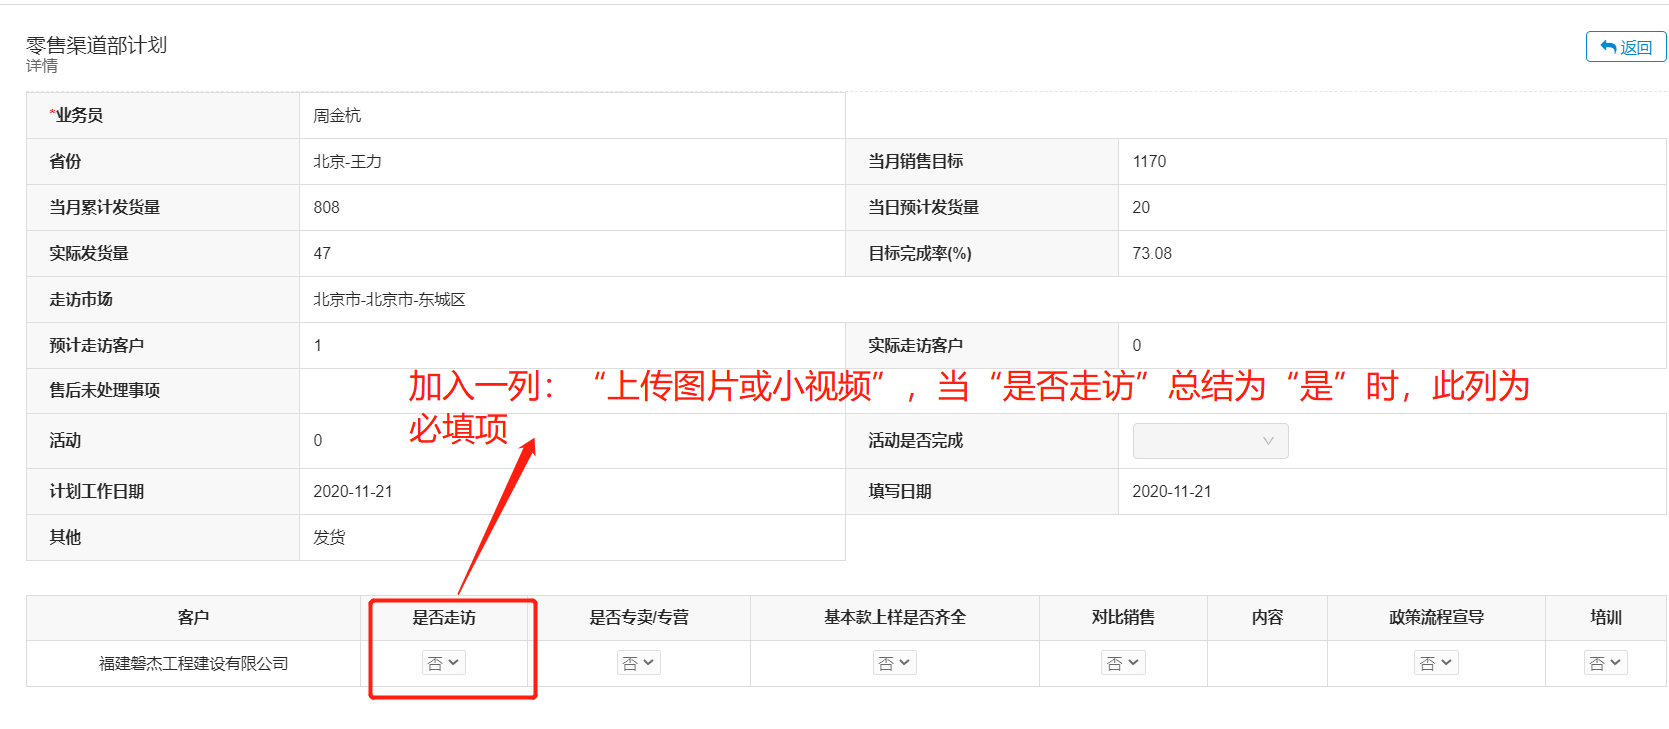 零售渠道部计划
返回
详情
*业务员 周金杭
省份 北京-王力 当月销售目标 1170
当月累计发货量 808 当日预计发货量 20
实际发货量 47 目标完成率(%) 73.08
走访市场 北京市-北京市-东城区
预计走访客户 1 实际走访客户 0
售后未处理事项
加入一列：“上传图片或小视频”，当“是否走访”总结为“是”时，此列为
必填项
活动 0 活动是否完成
计划工作日期 2020-11-21 填写日期 2020-11-21
其他 发货
客户 是否走访 是否专卖/专营 基本款上样是否齐全 对比销售 内容 政策流程宣导 培训
福建磐杰工程建设有限公司 否 否 否 否 否 否